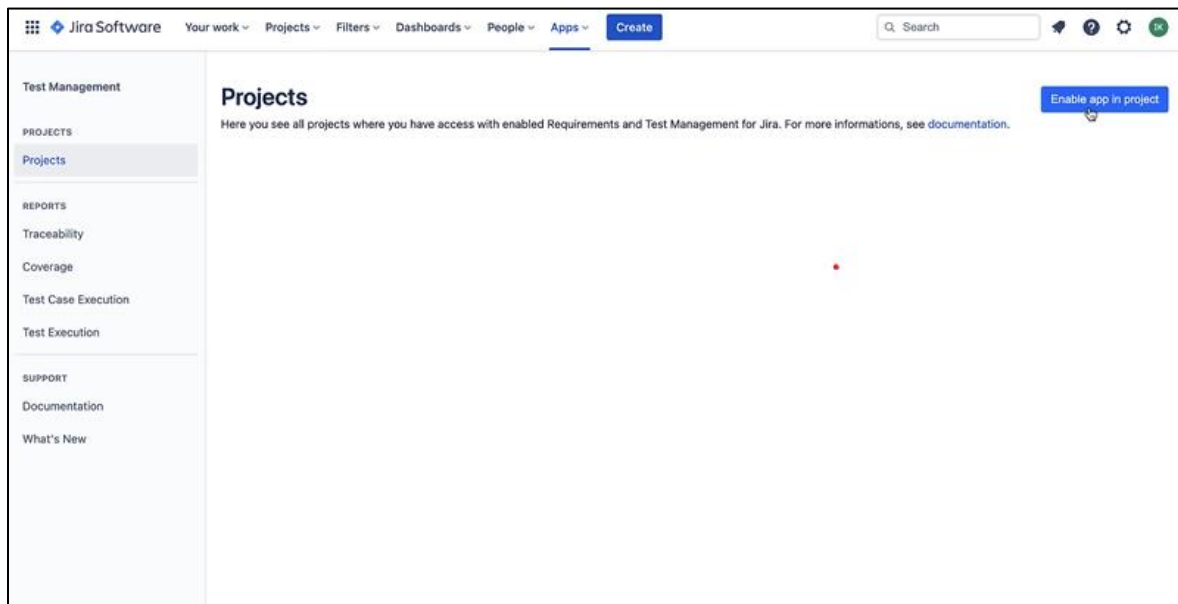 Jira Software Your work Projects Filters Dashboards People Apps Create Search
Test Management
PROJECTS
Projects
REPORTS
Traceability
Coverage
Test Case Execution
Test Execution
SUPPORT
Documentation
What's New
Projects
Enable app in project
Here you see all projects where you have access with enabled Requirements and Test Management for Jira. For more informations, see documentation.